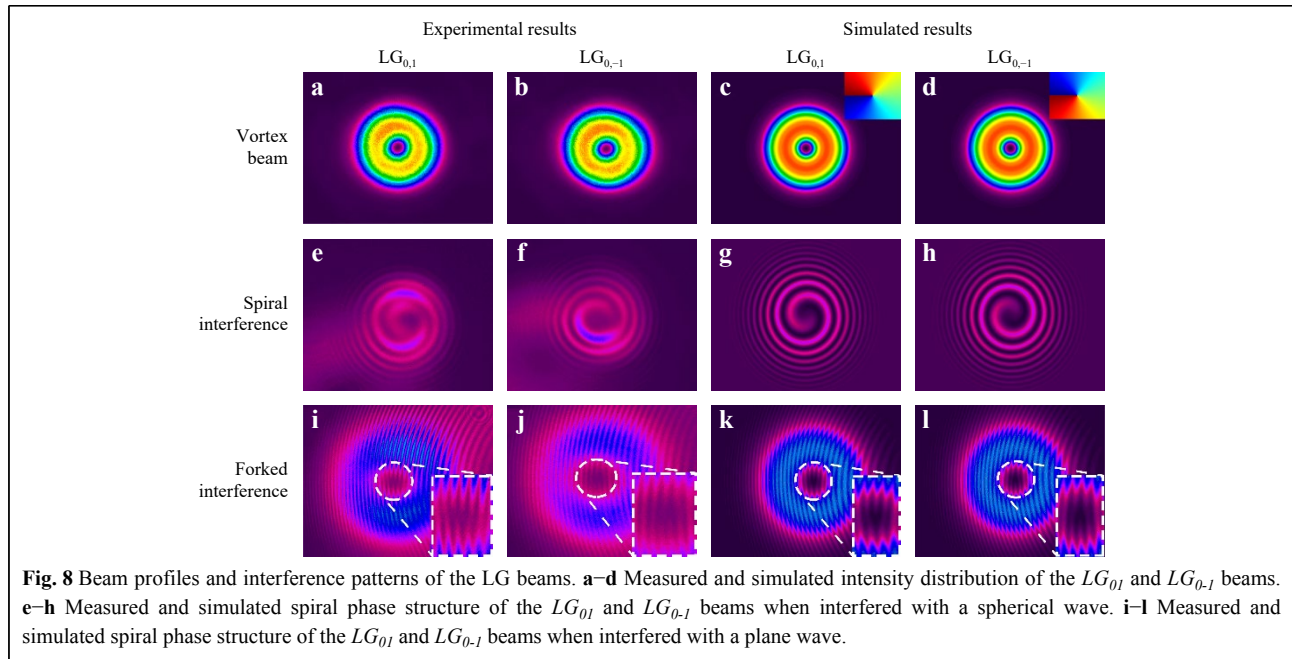 Experimental results Simulated results
LG0,1 LG0,−1 LG0,1 LG0,−1
a b c d
Vortex
beam
e f g h
Spiral
interference
i j k l
Forked
interference
Fig. 8 Beam profiles and interference patterns of the LG beams. a−d Measured and simulated intensity distribution of the LG01 and LG0-1 beams.
e−h Measured and simulated spiral phase structure of the LG01 and LG0-1 beams when interfered with a spherical wave. i−l Measured and
simulated spiral phase structure of the LG01 and LG0-1 beams when interfered with a plane wave.